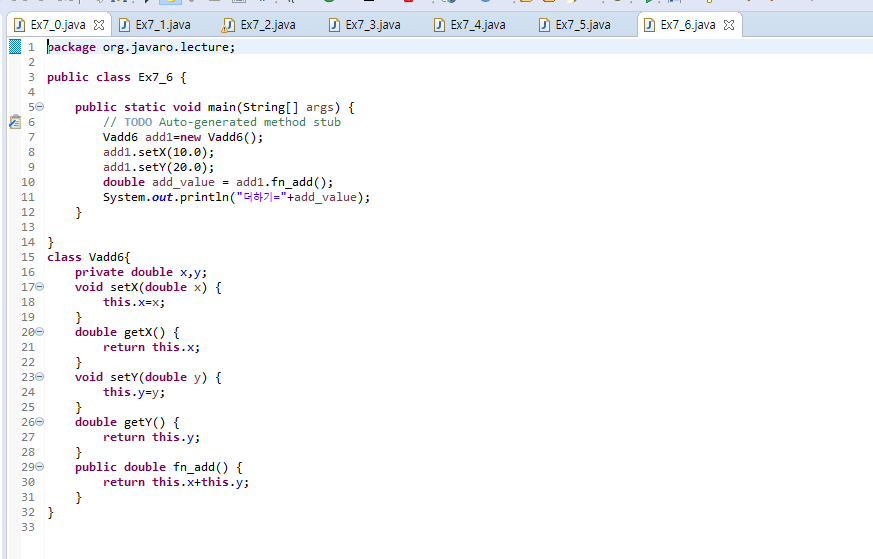 Ex7_0.java Ex7_1.java Ex7_2.java Ex7_3.java Ex7_4.java Ex7_5.java Ex7_6.java
1 package org.javaro.lecture;
2
3 public class Ex7_6 {
4
5 public static void main(String[] args) {
6 // TODO Auto-generated method stub
7 Vadd6 add1=new Vadd6();
8 add1.setX(10.0);
9 add1.setY(20.0);
10 double add_value = add1.fn_add();
11 System.out.println("더하기="+add_value);
12 }
13
14 }
15 class Vadd6{
16 private double x,y;
17 void setX(double x) {
18 this.x=x;
19 }
20 double getX() {
21 return this.x;
22 }
23 void setY(double y) {
24 this.y=y;
25 }
26 double getY() {
27 return this.y;
28 }
29 public double fn_add() {
30 return this.x+this.y;
31 }
32 }
33